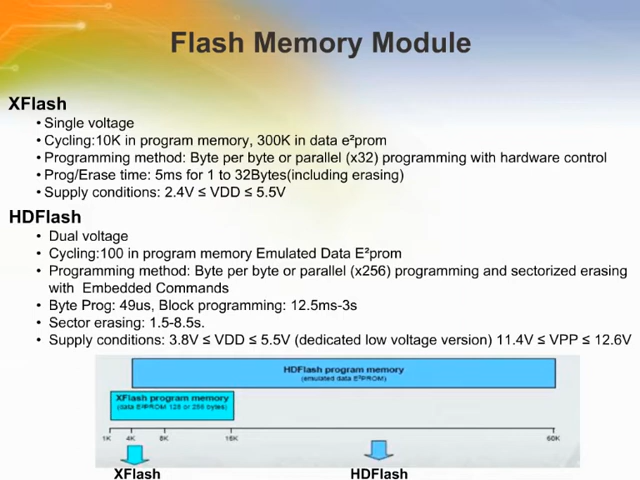 Flash Memory Module
XFlash
• Single voltage
• Cycling:10K in program memory, 300K in data e²prom
• Programming method: Byte per byte or parallel (x32) programming with hardware control
• Prog/Erase time: 5ms for 1 to 32Bytes(including erasing)
• Supply conditions: 2.4V ≤ VDD ≤ 5.5V
HDFlash
• Dual voltage
• Cycling:100 in program memory Emulated Data E²prom
• Programming method: Byte per byte or parallel (x256) programming and sectorized erasing
with Embedded Commands
• Byte Prog: 49us, Block programming: 12.5ms-3s
• Sector erasing: 1.5-8.5s.
• Supply conditions: 3.8V ≤ VDD ≤ 5.5V (dedicated low voltage version) 11.4V ≤ VPP ≤ 12.6V
HDFlash program memory
(emulated data E²PROM)
XFlash program memory
(data E²PROM 128 or 256 bytes)
1K 4K 8K 16K 60K
XFlash HDFlash